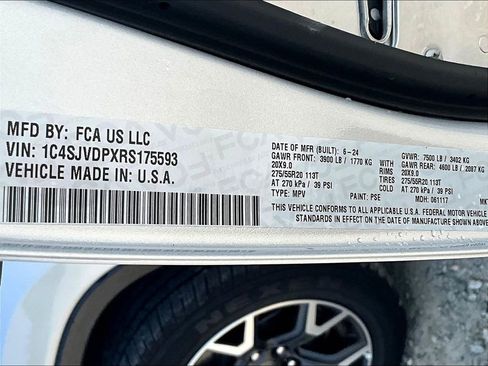 MFD BY: FCA US LLC
VIN: 1C4SJVDPXRS175593
VEHICLE MADE IN U.S.A.
DATE OF MFR (BUILT): 6-24 GVWR: 7500 LB / 3402 KG
GAWR FRONT: 3900 LB / 1770 KG GAWR REAR: 4600 LB / 2087 KG
20X9.0 20X9.0
275/55R20 113T TIRES 275/55R20 113T
AT 270 kPa / 39 PSI COLD AT 270 kPa / 39 PSI
TYPE: MPV PAINT: PSE MDH: 061117 MKT
THIS VEHICLE CONFORMS TO ALL APPLICABLE U.S.A. FEDERAL MOTOR VEHICLE
STANDARDS IN EFFECT ON THE DATE OF MANUFACTURE SHOWN